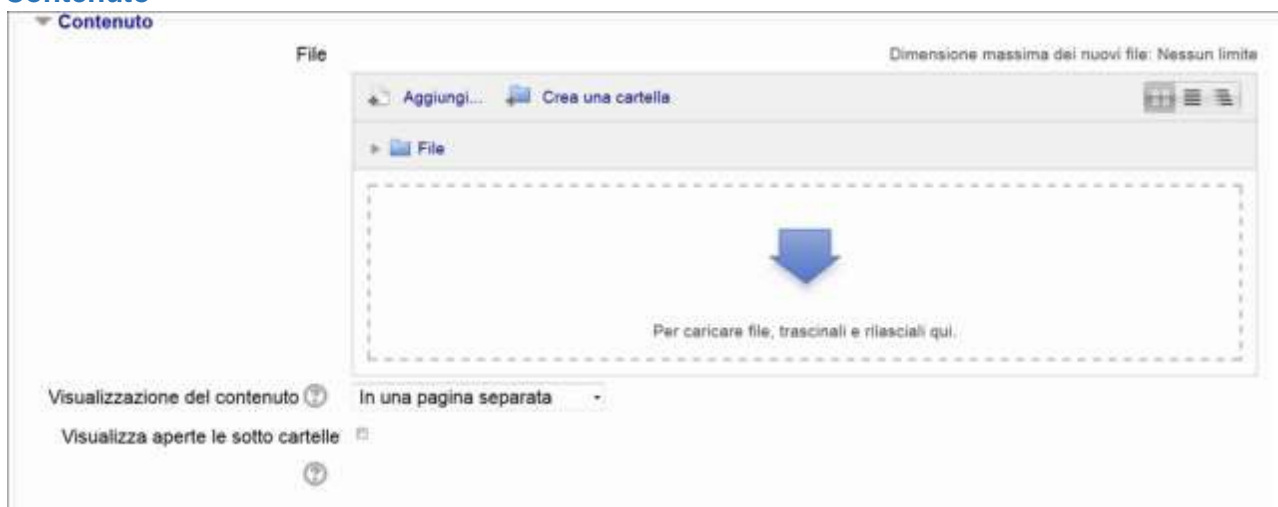 Contenuto
Contenuto
File
Dimensione massima dei nuovi file: Nessun limite
Aggiungi...
Crea una cartella
File
Per caricare file, trascinali e rilasciali qui.
Visualizzazione del contenuto
In una pagina separata
Visualizza aperte le sotto cartelle